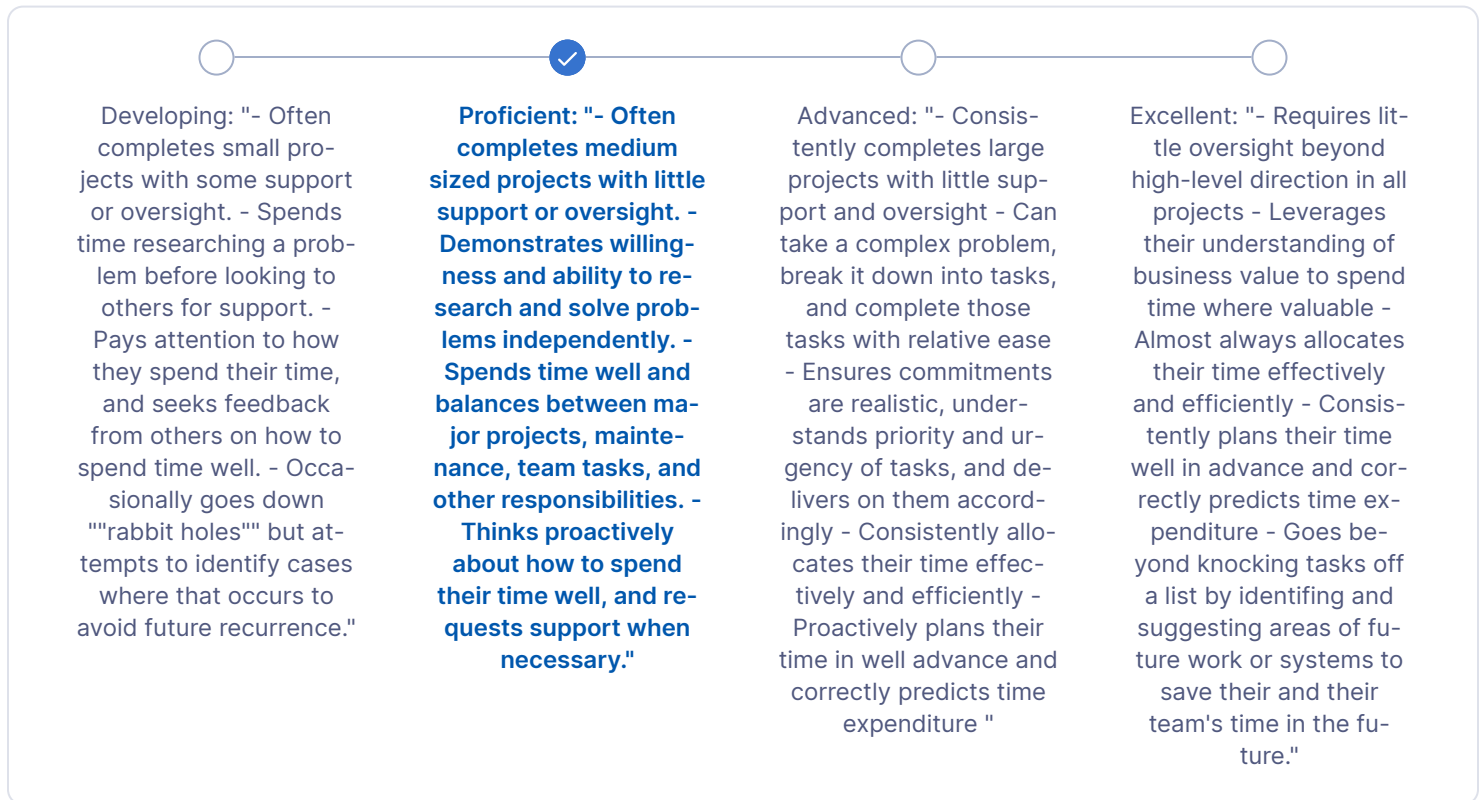 Developing: "- Often
completes small pro-
jects with some support
or oversight. - Spends
time researching a prob-
lem before looking to
others for support. -
Pays attention to how
they spend their time,
and seeks feedback
from others on how to
spend time well. - Occa-
sionally goes down
""rabbit holes"" but at-
tempts to identify cases
where that occurs to
avoid future recurrence."
Proficient: "- Often
completes medium
sized projects with little
support or oversight. -
Demonstrates willing-
ness and ability to re-
search and solve prob-
lems independently. -
Spends time well and
balances between ma-
jor projects, mainte-
nance, team tasks, and
other responsibilities. -
Thinks proactively
about how to spend
their time well, and re-
quests support when
necessary."
Advanced: "- Consis-
tently completes large
projects with little sup-
port and oversight - Can
take a complex problem,
break it down into tasks,
and complete those
tasks with relative ease
- Ensures commitments
are realistic, under-
stands priority and ur-
gency of tasks, and de-
livers on them accord-
ingly - Consistently allo-
cates their time effec-
tively and efficiently -
Proactively plans their
time in well advance and
correctly predicts time
expenditure "
Excellent: "- Requires lit-
tle oversight beyond
high-level direction in all
projects - Leverages
their understanding of
business value to spend
time where valuable -
Almost always allocates
their time effectively
and efficiently - Consis-
tently plans their time
well in advance and cor-
rectly predicts time ex-
penditure - Goes be-
yond knocking tasks off
a list by identifing and
suggesting areas of fu-
ture work or systems to
save their and their
team's time in the fu-
ture."